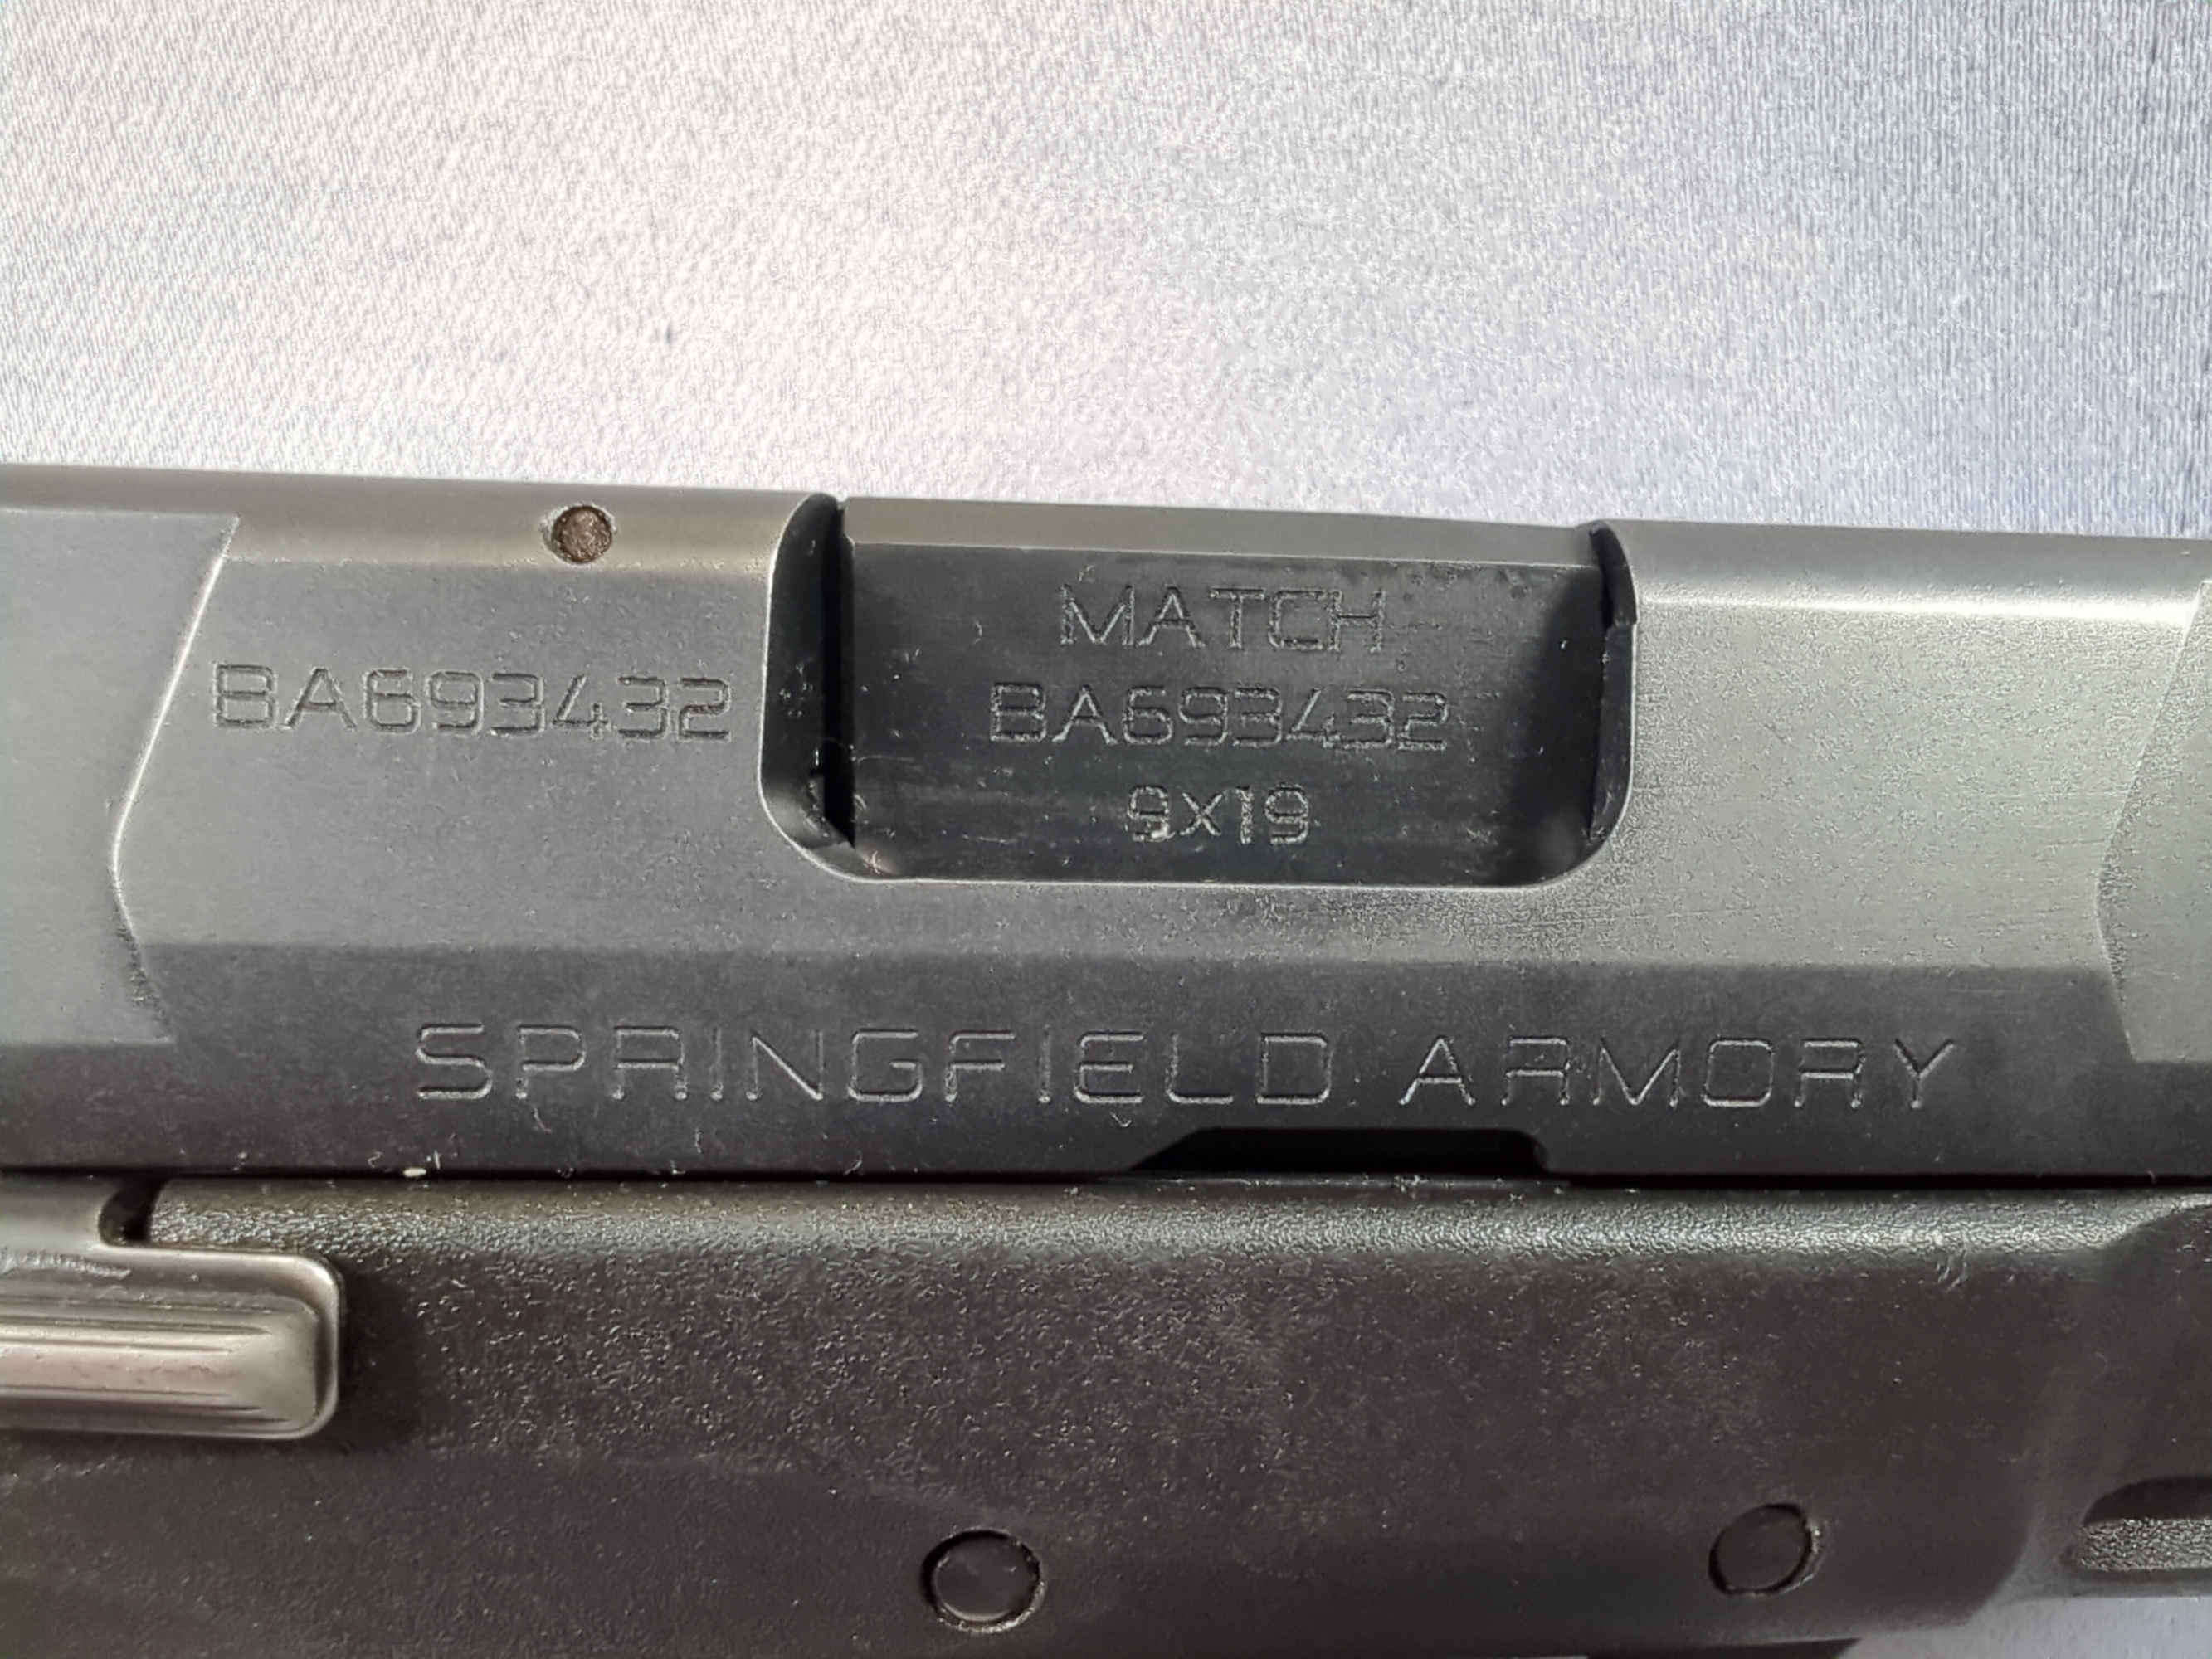 MATCH
BA693432
BA693432
9x19
SPRINGFIELD ARMORY